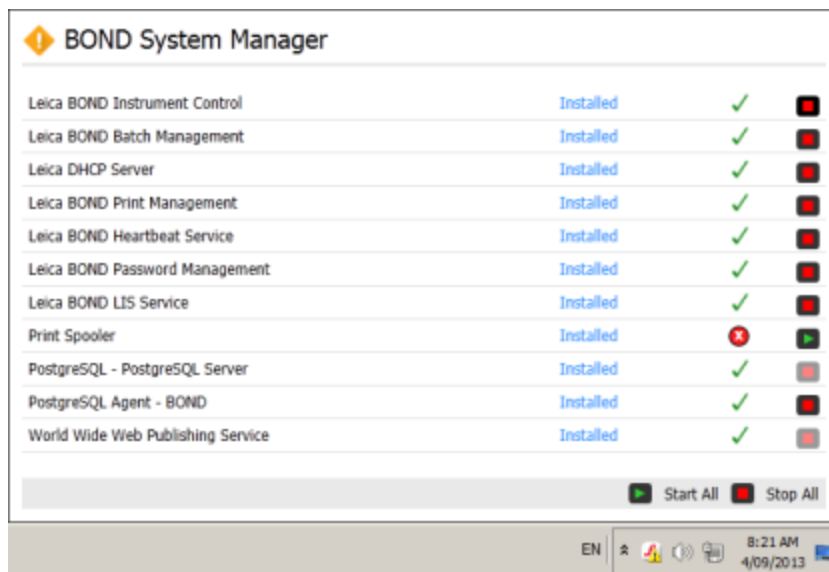 BOND System Manager
Leica BOND Instrument Control Installed
Leica BOND Batch Management Installed
Leica DHCP Server Installed
Leica BOND Print Management Installed
Leica BOND Heartbeat Service Installed
Leica BOND Password Management Installed
Leica BOND LIS Service Installed
Print Spooler Installed
PostgreSQL - PostgreSQL Server Installed
PostgreSQL Agent - BOND Installed
World Wide Web Publishing Service Installed
Start All Stop All
EN 8:21 AM
4/09/2013